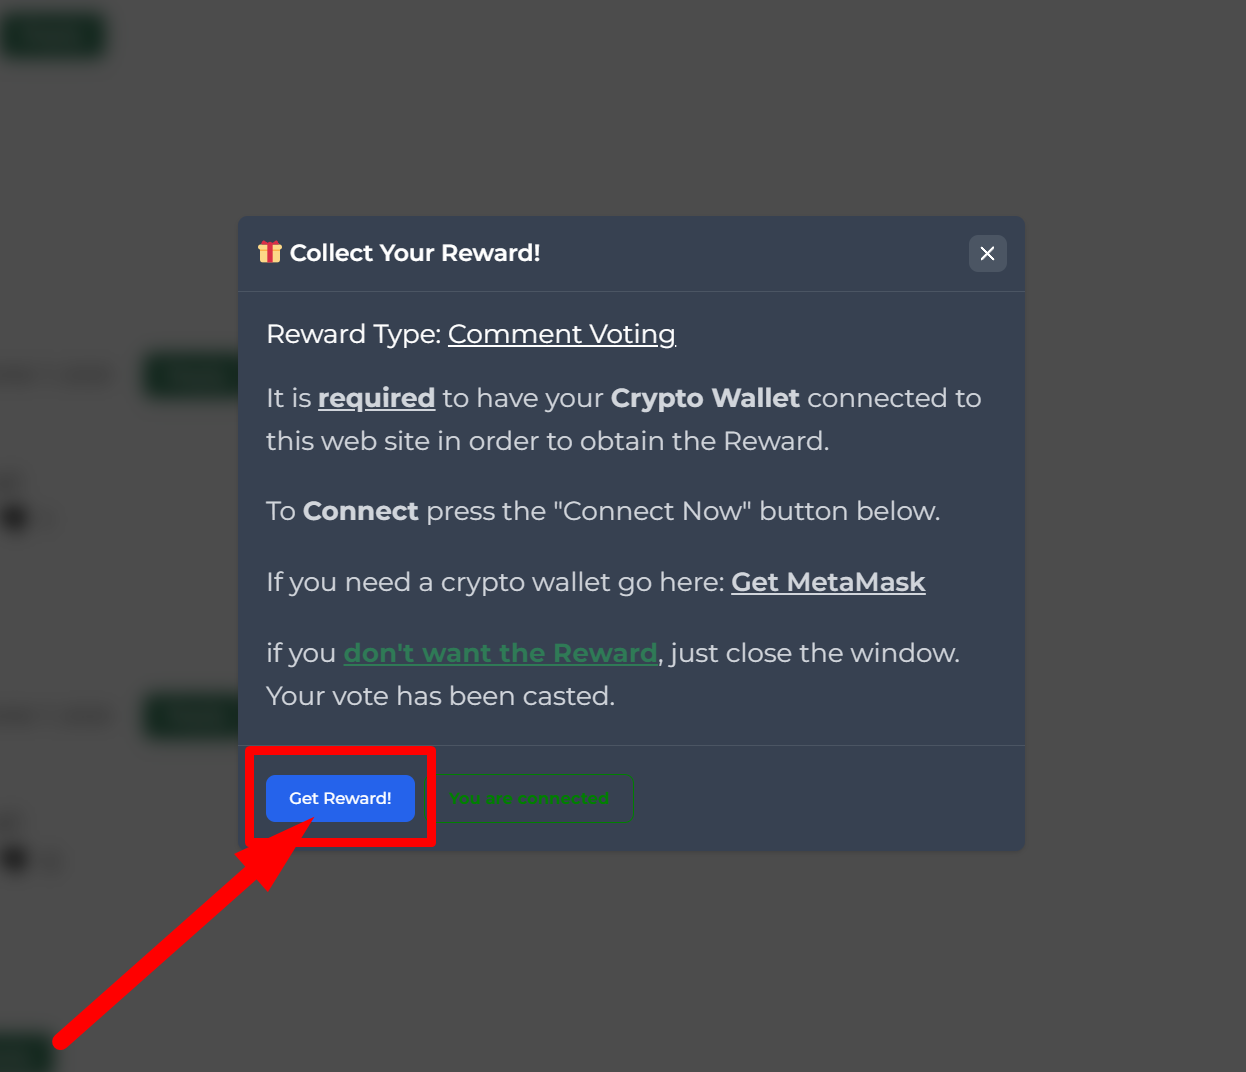 Collect Your Reward!
Reward Type: Comment Voting
It is required to have your Crypto Wallet connected to
this web site in order to obtain the Reward.
To Connect press the "Connect Now" button below.
If you need a crypto wallet go here: Get MetaMask
if you don't want the Reward, just close the window.
Your vote has been casted.
Get Reward!
You are connected